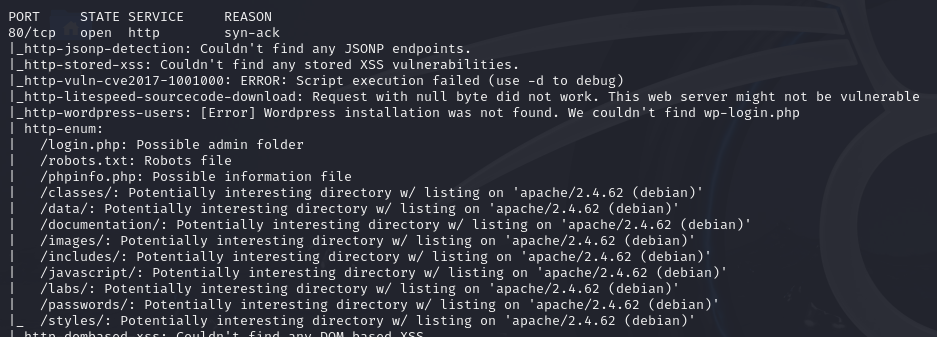 PORT     STATE SERVICE     REASON
80/tcp   open  http        syn-ack
|_http-jsonp-detection: Couldn't find any JSONP endpoints.
|_http-stored-xss: Couldn't find any stored XSS vulnerabilities.
|_http-vuln-cve2017-1001000: ERROR: Script execution failed (use -d to debug)
|_http-litespeed-sourcecode-download: Request with null byte did not work. This web server might not be vulnerable
|_http-wordpress-users: [Error] Wordpress installation was not found. We couldn't find wp-login.php
| http-enum:
|   /login.php: Possible admin folder
|   /robots.txt: Robots file
|   /phpinfo.php: Possible information file
|   /classes/: Potentially interesting directory w/ listing on 'apache/2.4.62 (debian)'
|   /data/: Potentially interesting directory w/ listing on 'apache/2.4.62 (debian)'
|   /documentation/: Potentially interesting directory w/ listing on 'apache/2.4.62 (debian)'
|   /images/: Potentially interesting directory w/ listing on 'apache/2.4.62 (debian)'
|   /includes/: Potentially interesting directory w/ listing on 'apache/2.4.62 (debian)'
|   /javascript/: Potentially interesting directory w/ listing on 'apache/2.4.62 (debian)'
|   /labs/: Potentially interesting directory w/ listing on 'apache/2.4.62 (debian)'
|   /passwords/: Potentially interesting directory w/ listing on 'apache/2.4.62 (debian)'
|_  /styles/: Potentially interesting directory w/ listing on 'apache/2.4.62 (debian)'
|_http-dombased-xss: Couldn't find any DOM based XSS.